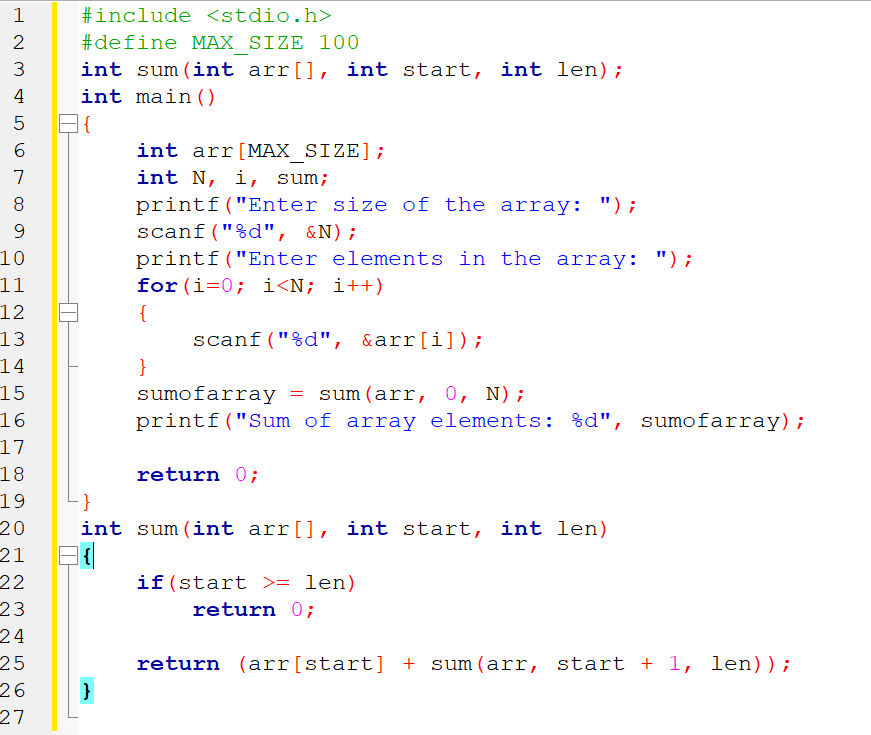 1 #include <stdio.h>
2 #define MAX_SIZE 100
3 int sum(int arr[], int start, int len);
4 int main()
5 {
6     int arr[MAX_SIZE];
7     int N, i, sum;
8     printf("Enter size of the array: ");
9     scanf("%d", &N);
10     printf("Enter elements in the array: ");
11     for(i=0; i<N; i++)
12     {
13         scanf("%d", &arr[i]);
14     }
15     sumofarray = sum(arr, 0, N);
16     printf("Sum of array elements: %d", sumofarray);
17
18     return 0;
19 }
20 int sum(int arr[], int start, int len)
21 {
22     if(start >= len)
23         return 0;
24
25     return (arr[start] + sum(arr, start + 1, len));
26 }
27